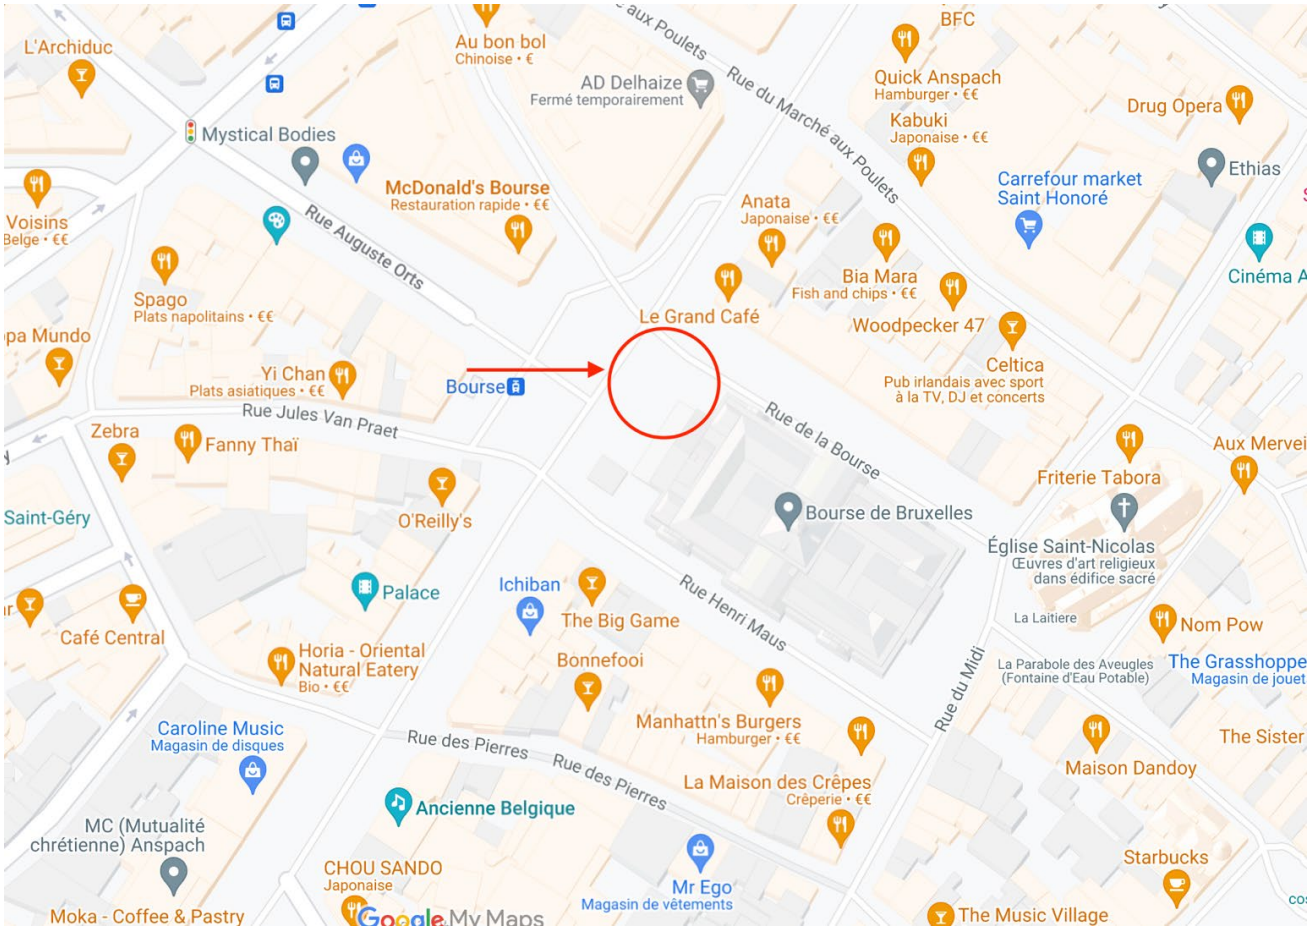 BFC
e aux Poulets
L'Archiduc
Au bon bol
Chinoise • €
AD Delhaize
Fermé temporairement
Rue du Marché aux Poulets
Quick Anspach
Hamburger • €€
Drug Opera
Kabuki
Japonaise • €€
Mystical Bodies
Ethias
McDonald's Bourse
Restauration rapide • €€
Carrefour market
Saint Honoré
Anata
Japonaise • €€
Voisins
Belge • €€
Rue Auguste Orts
Bia Mara
Fish and chips • €€
Cinéma A
Spago
Plats napolitains • €€
Le Grand Café
Woodpecker 47
pa Mundo
Celtica
Pub irlandais avec sport
à la TV, DJ et concerts
Yi Chan
Plats asiatiques • €€
Bourse
Rue Jules Van Praet
Rue de la Bourse
Zebra
Fanny Thaï
Aux Mervei
Friterie Tabora
Saint-Géry
O'Reilly's
Bourse de Bruxelles
Église Saint-Nicolas
Œuvres d'art religieux
dans édifice sacré
Palace
Ichiban
Rue Henri Maus
The Big Game
La Laitiere
Nom Pow
Café Central
Horia - Oriental
Natural Eatery
Bio • €€
Bonnefooi
La Parabole des Aveugles
(Fontaine d'Eau Potable)
The Grasshoppe
Magasin de jouet
Rue du Midi
Caroline Music
Magasin de disques
Manhattn's Burgers
Hamburger • €€
The Sister
Rue des Pierres
Rue des Pierres
Maison Dandoy
La Maison des Crêpes
Crêperie • €€
Ancienne Belgique
MC (Mutualité
chrétienne) Anspach
Starbucks
CHOU SANDO
Japonaise
Mr Ego
Magasin de vêtements
cos
Moka - Coffee & Pastry
Google My Maps
The Music Village